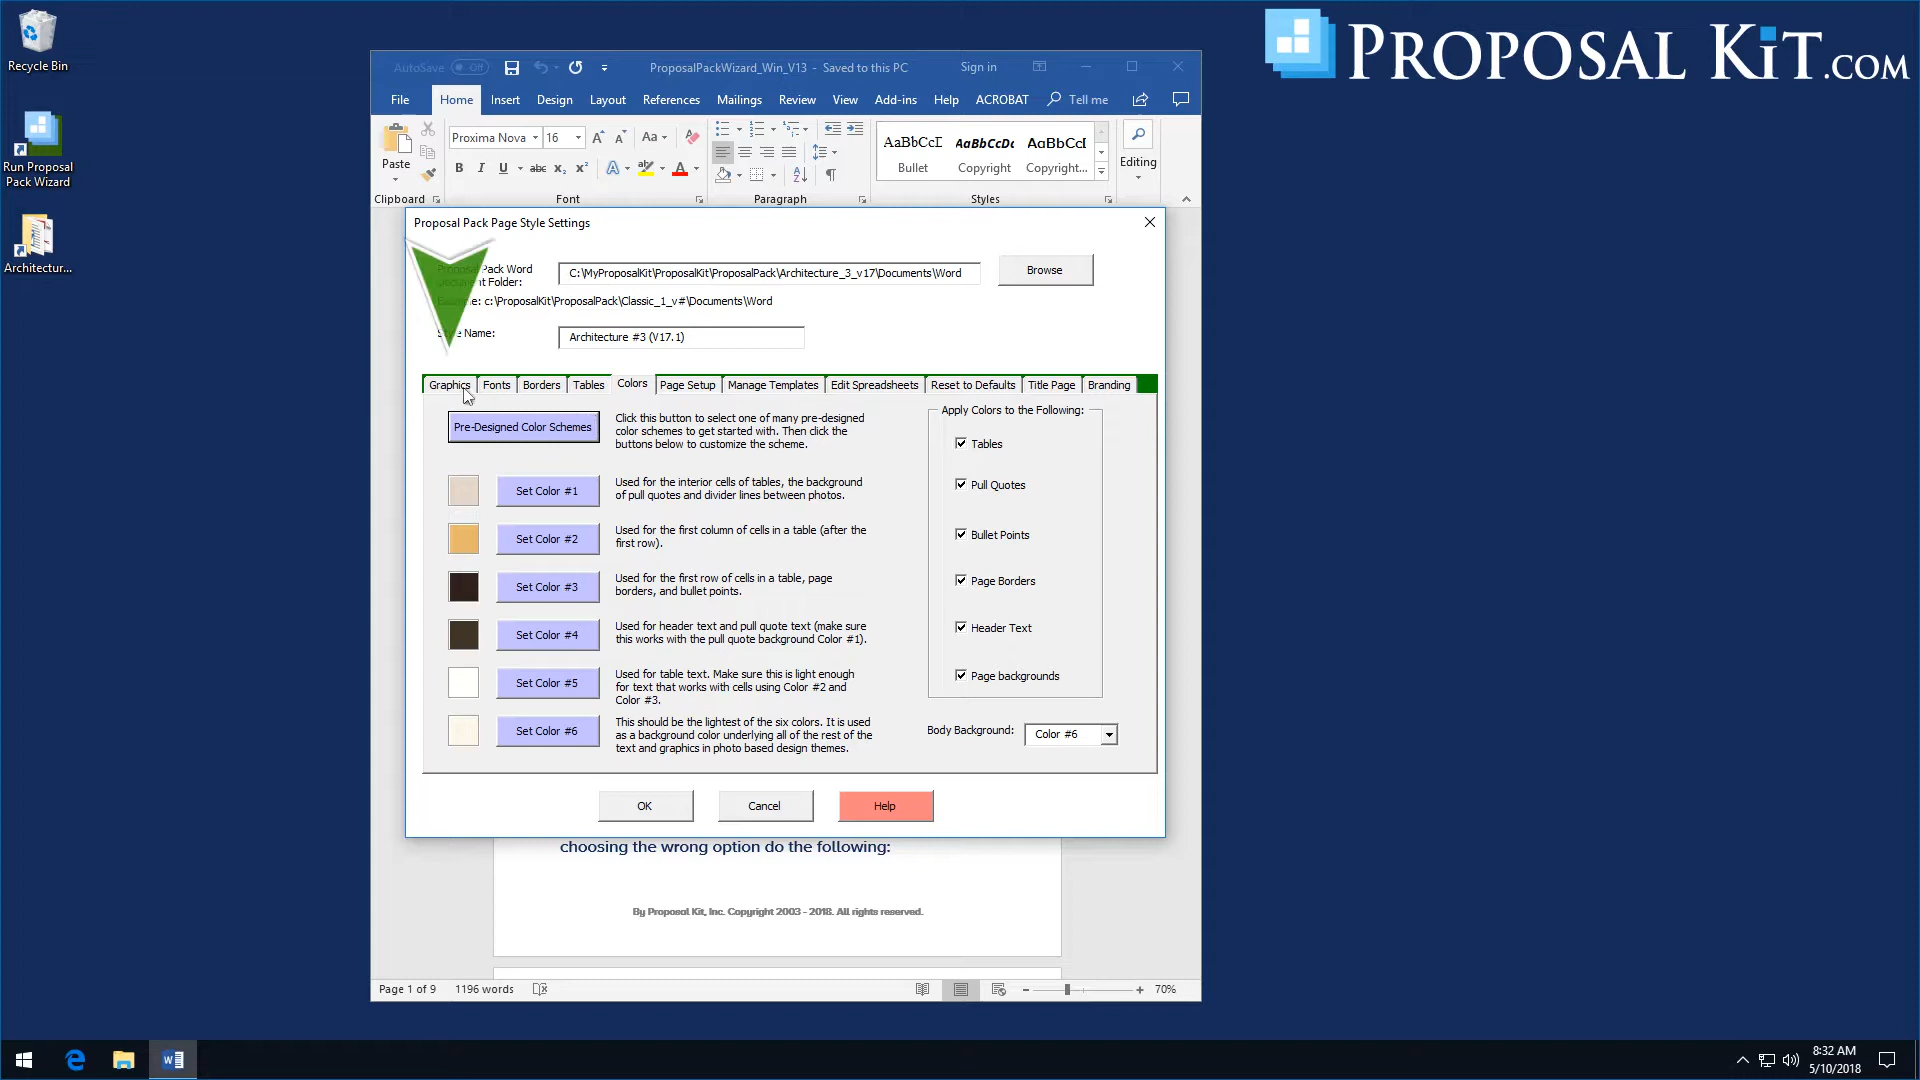 Recycle Bin
Run Proposal
Pack Wizard
Architectur...
PROPOSAL KIT.COM
AutoSave Off
ProposalPackWizard_Win_V13 - Saved to this PC
Sign in
File Home Insert Design Layout References Mailings Review View Add-ins Help ACROBAT Tell me
Paste
Clipboard
Proxima Nova 16
Aa
B I U abc x₂ x² A ab A
Font
Paragraph
AaBbCcD AaBbCcDc AaBbCcI
Bullet Copyright Copyright...
Styles
Editing
Proposal Pack Page Style Settings
Pack Word
Document Folder:
C:\MyProposalKit\ProposalKit\ProposalPack\Architecture_3_v17\Documents\Word
Browse
c:\ProposalKit\ProposalPack\Classic_1_v#\Documents\Word
Name:
Architecture #3 (V17.1)
Graphics Fonts Borders Tables Colors Page Setup Manage Templates Edit Spreadsheets Reset to Defaults Title Page Branding
Pre-Designed Color Schemes
Click this button to select one of many pre-designed
color schemes to get started with. Then click the
buttons below to customize the scheme.
Set Color #1
Used for the interior cells of tables, the background
of pull quotes and divider lines between photos.
Set Color #2
Used for the first column of cells in a table (after the
first row).
Set Color #3
Used for the first row of cells in a table, page
borders, and bullet points.
Set Color #4
Used for header text and pull quote text (make sure
this works with the pull quote background Color #1).
Set Color #5
Used for table text. Make sure this is light enough
for text that works with cells using Color #2 and
Color #3.
Set Color #6
This should be the lightest of the six colors. It is used
as a background color underlying all of the rest of the
text and graphics in photo based design themes.
Apply Colors to the Following:
Tables
Pull Quotes
Bullet Points
Page Borders
Header Text
Page backgrounds
Body Background: Color #6
OK Cancel Help
choosing the wrong option do the following:
By Proposal Kit, Inc. Copyright 2003 - 2018. All rights reserved.
Page 1 of 9 1196 words
70%
8:32 AM
5/10/2018